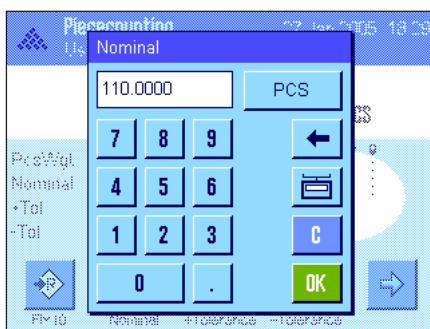 Piececounting 27. Jan 2005 18:29
Nominal
110.0000 PCS
7 8 9
PcsWgt
Nominal
4 5 6
+Tol
-Tol
1 2 3 C
0 . OK
Nominal +Tolerance -Tolerance